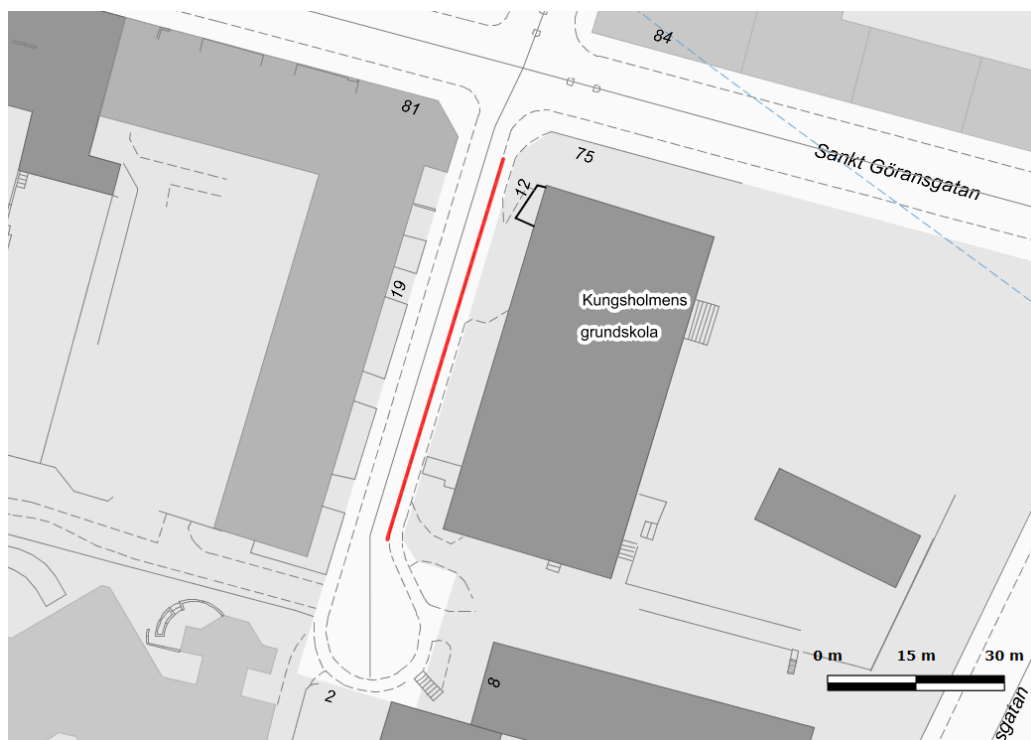 84
81
75
Sankt Göransgatan
12
19
Kungsholmens
grundskola
0 m 15 m 30 m
8
2
sgatan